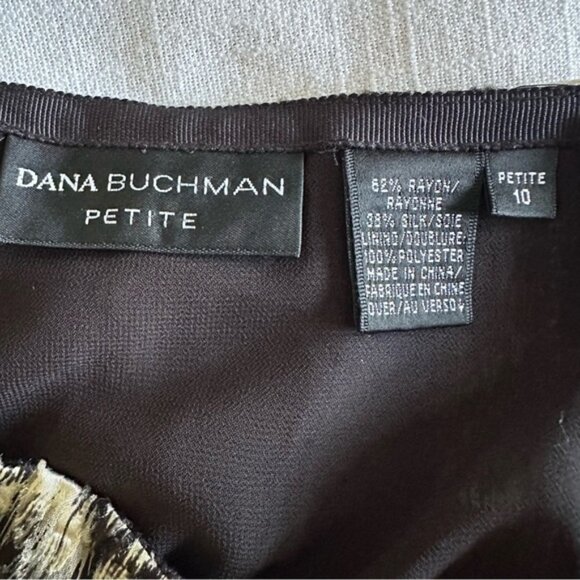 DANA BUCHMAN
PETITE
62% RAYON/
RAYONNE
38% SILK/SOIE
LINING/DOUBLURE:
100% POLYESTER
MADE IN CHINA/
FABRIQUE EN CHINE
OVER/AU VERSO↓
PETITE
10